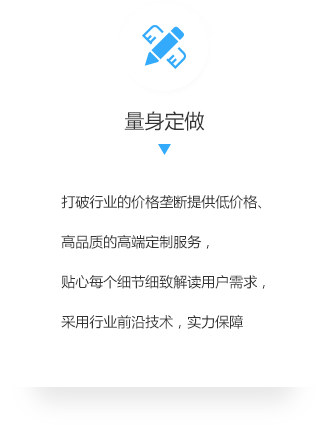 量身定做
打破行业的价格垄断提供低价格、
高品质的高端定制服务，
贴心每个细节细致解读用户需求，
采用行业前沿技术，实力保障